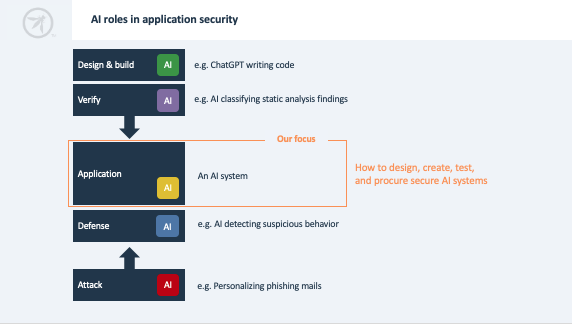 AI roles in application security
Design & build AI e.g. ChatGPT writing code
Verify AI e.g. AI classifying static analysis findings
Our focus
Application AI An AI system
How to design, create, test,
and procure secure AI systems
Defense AI e.g. AI detecting suspicious behavior
Attack AI e.g. Personalizing phishing mails